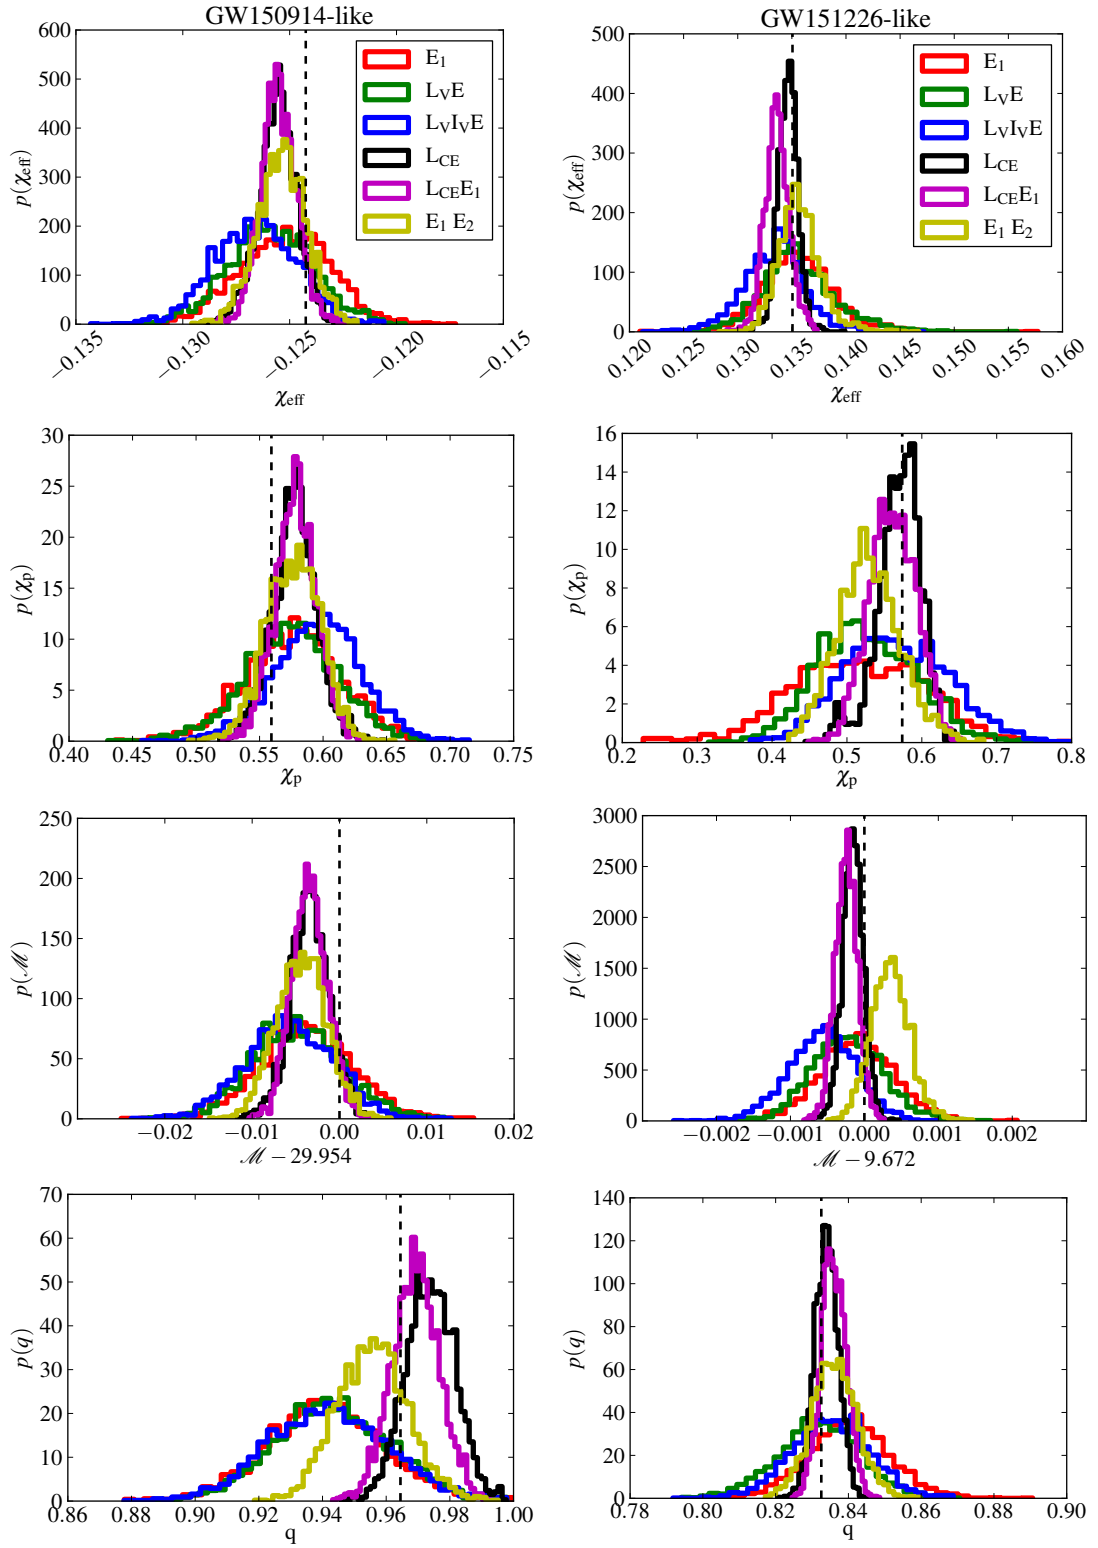 GW150914-like
600
500
400
300
200
100
0
p(χeff)
E1
LVE
LVIVE
LCE
LCEE1
E1 E2
−0.135
−0.130
−0.125
−0.120
−0.115
χeff
GW151226-like
500
400
300
200
100
0
p(χeff)
E1
LVE
LVIVE
LCE
LCEE1
E1 E2
0.120
0.125
0.130
0.135
0.140
0.145
0.150
0.155
0.160
χeff
30
25
20
15
10
5
0
p(χp)
0.40 0.45 0.50 0.55 0.60 0.65 0.70 0.75
χp
16
14
12
10
8
6
4
2
0
p(χp)
0.2 0.3 0.4 0.5 0.6 0.7 0.8
χp
250
200
150
100
50
0
p(ℳ)
−0.02 −0.01 0.00 0.01 0.02
ℳ − 29.954
3000
2500
2000
1500
1000
500
0
p(ℳ)
−0.002 −0.001 0.000 0.001 0.002
ℳ − 9.672
70
60
50
40
30
20
10
0
p(q)
0.86 0.88 0.90 0.92 0.94 0.96 0.98 1.00
q
140
120
100
80
60
40
20
0
p(q)
0.78 0.80 0.82 0.84 0.86 0.88 0.90
q